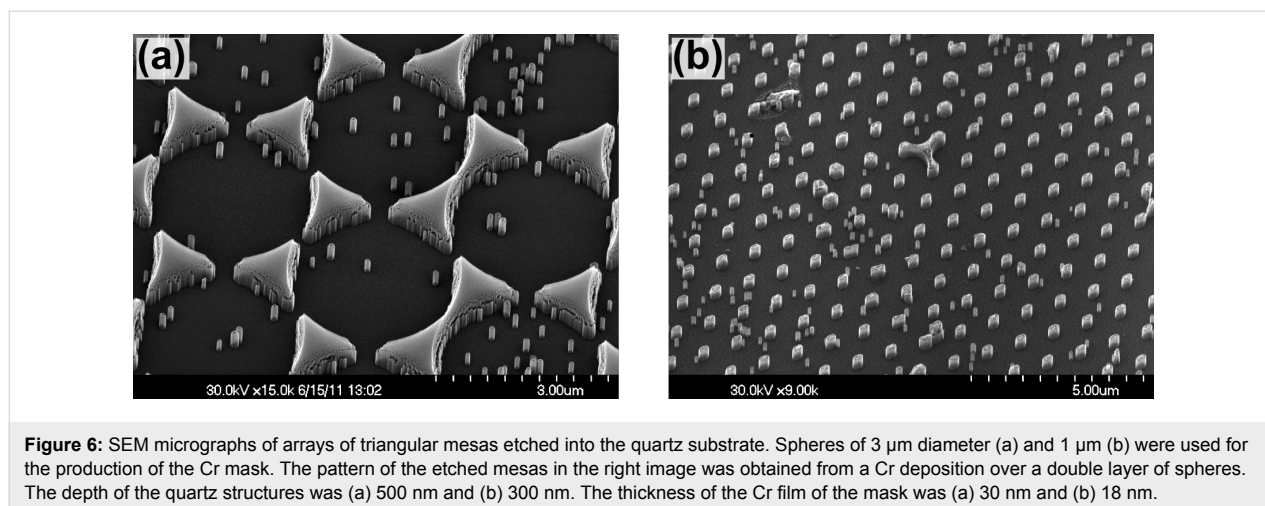 (a)
(b)
30.0kV x15.0k 6/15/11 13:02 3.00um
30.0kV x9.00k 5.00um
Figure 6: SEM micrographs of arrays of triangular mesas etched into the quartz substrate. Spheres of 3 µm diameter (a) and 1 µm (b) were used for
the production of the Cr mask. The pattern of the etched mesas in the right image was obtained from a Cr deposition over a double layer of spheres.
The depth of the quartz structures was (a) 500 nm and (b) 300 nm. The thickness of the Cr film of the mask was (a) 30 nm and (b) 18 nm.